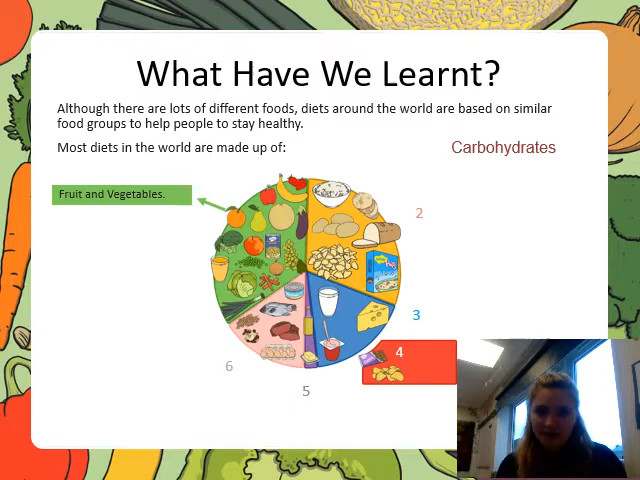 What Have We Learnt?
Although there are lots of different foods, diets around the world are based on similar
food groups to help people to stay healthy.
Most diets in the world are made up of:
Carbohydrates
Fruit and Vegetables.
2
3
4
6
5